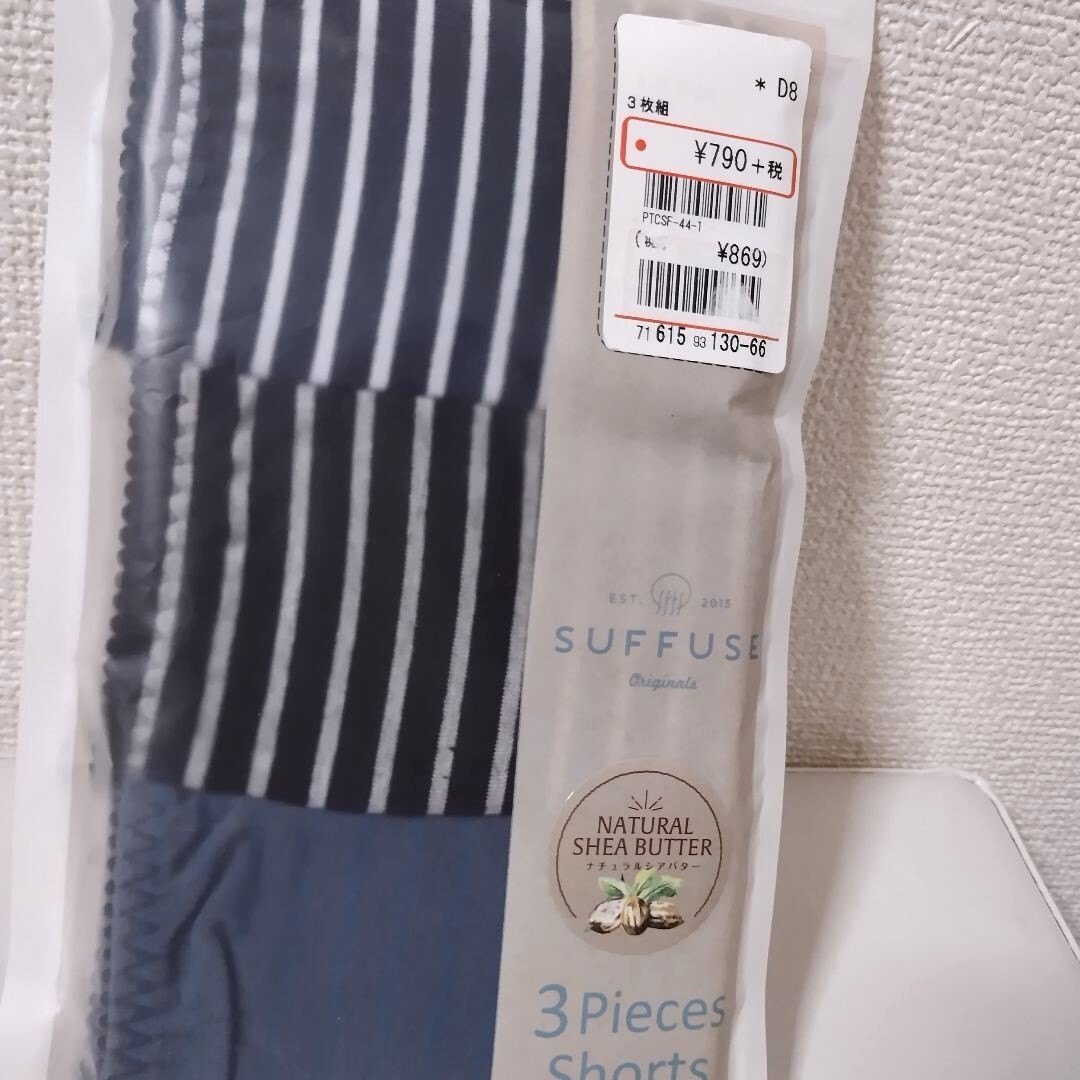 * D8
3枚組
¥790+税
PTCSF-44-1
¥869)
71 615 93 130-66
EST. 2015
SUFFUSE
Originals
NATURAL
SHEA BUTTER
ナチュラルシアバター
3 Pieces
Shorts